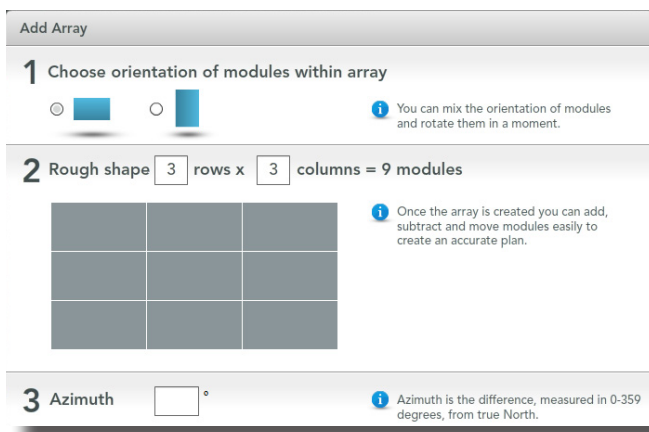 Add Array
1 Choose orientation of modules within array
You can mix the orientation of modules
and rotate them in a moment.
2 Rough shape 3 rows x 3 columns = 9 modules
Once the array is created you can add,
subtract and move modules easily to
create an accurate plan.
3 Azimuth °
Azimuth is the difference, measured in 0-359
degrees, from true North.